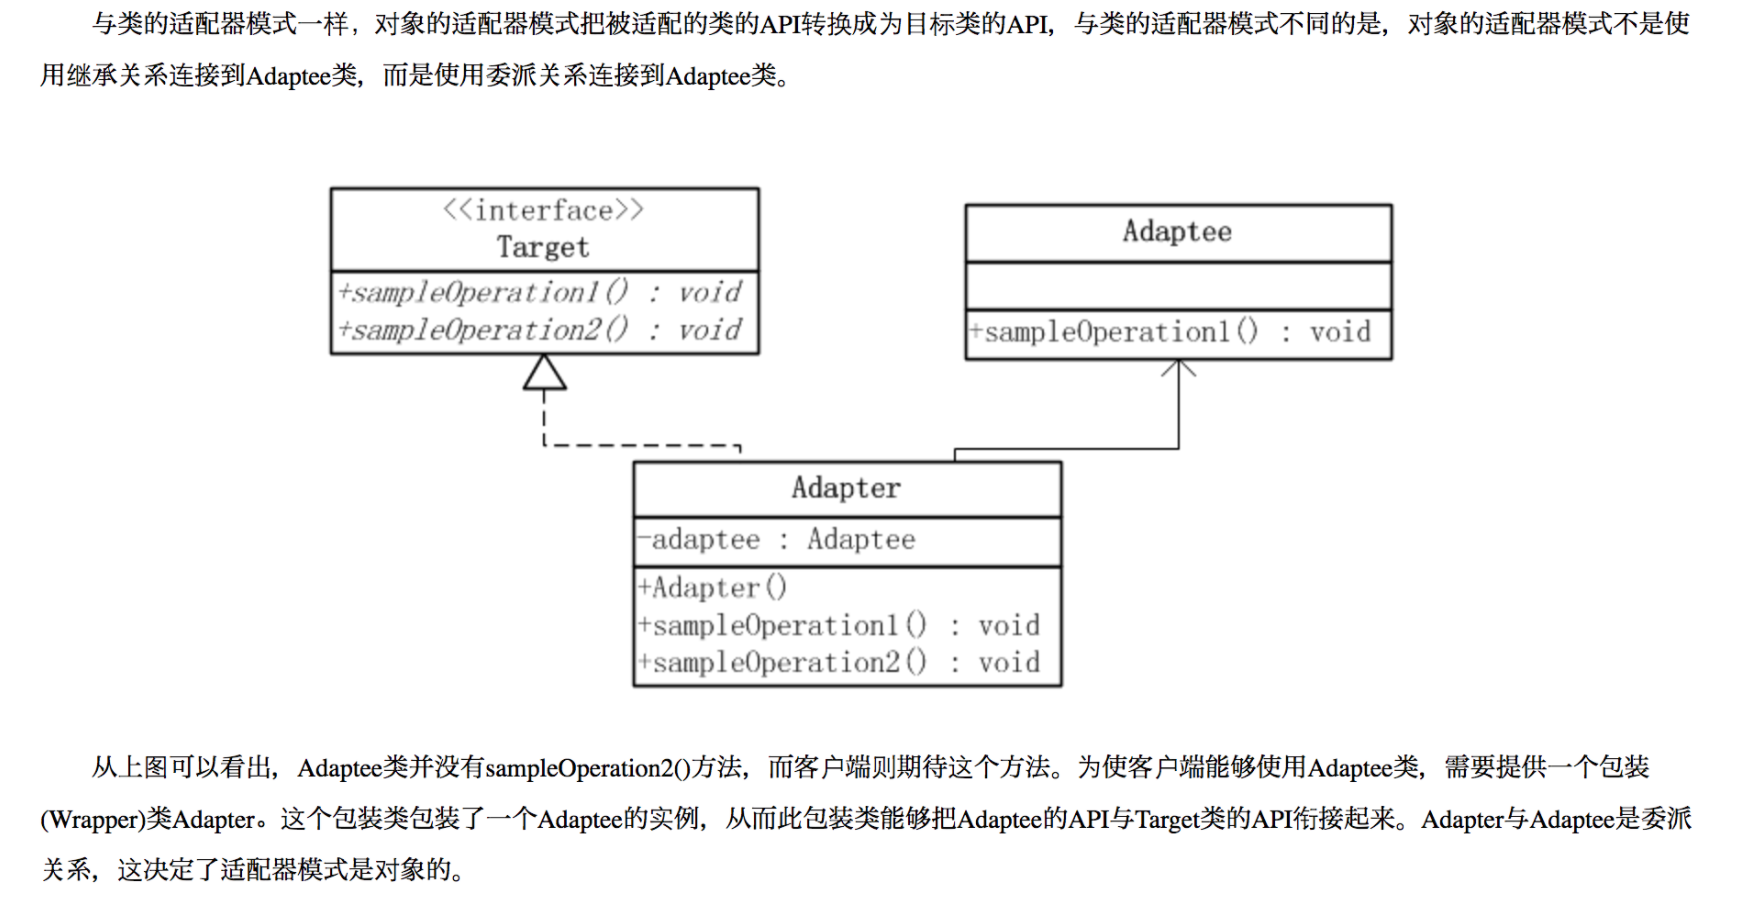 与类的适配器模式一样，对象的适配器模式把被适配的类的API转换成为目标类的API，与类的适配器模式不同的是，对象的适配器模式不是使
用继承关系连接到Adaptee类，而是使用委派关系连接到Adaptee类。
<<interface>>
Target
+sampleOperation1() : void
+sampleOperation2() : void
Adaptee
+sampleOperation1() : void
Adapter
-adaptee : Adaptee
+Adapter()
+sampleOperation1() : void
+sampleOperation2() : void
从上图可以看出，Adaptee类并没有sampleOperation2()方法，而客户端则期待这个方法。为使客户端能够使用Adaptee类，需要提供一个包装
(Wrapper)类Adapter。这个包装类包装了一个Adaptee的实例，从而此包装类能够把Adaptee的API与Target类的API衔接起来。Adapter与Adaptee是委派
关系，这决定了适配器模式是对象的。